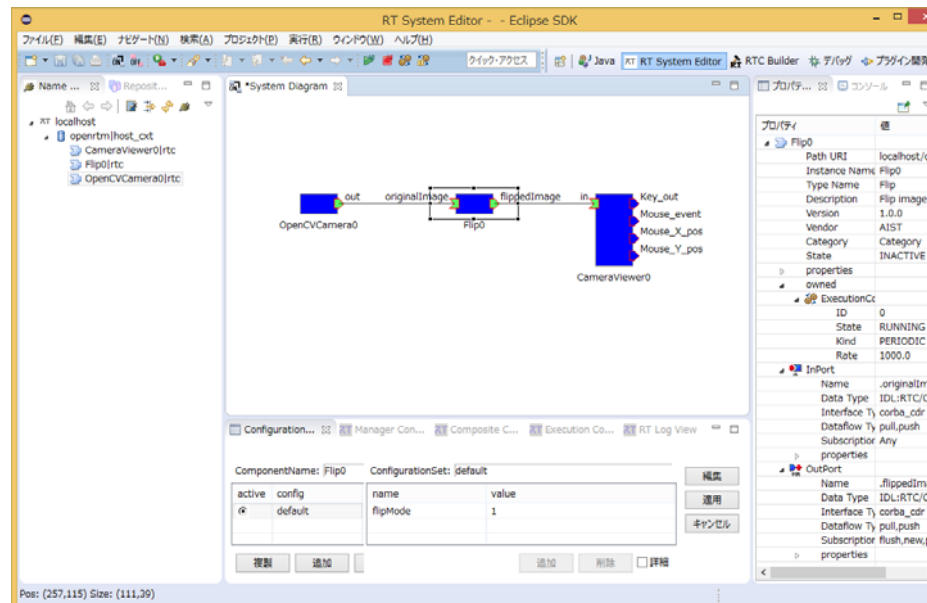 RT System Editor - - Eclipse SDK
ファイル(F) 編集(E) ナビゲート(N) 検索(A) プロジェクト(P) 実行(R) ウィンドウ(W) ヘルプ(H)
クイック・アクセス Java RT System Editor RTC Builder デバッグ プラグイン開発
Name ... Reposit...
*System Diagram
プロパティ... コンソール
localhost
openrtm|host_cxt
CameraViewer0|rtc
Flip0|rtc
OpenCVCamera0|rtc
out originalImage flippedImage in Key_out
Mouse_event
Mouse_X_pos
Mouse_Y_pos
OpenCVCamera0 Flip0
CameraViewer0
プロパティ 値
Flip0
Path URI localhost/
Instance Name Flip0
Type Name Flip
Description Flip image
Version 1.0.0
Vendor AIST
Category Category
State INACTIVE
properties
owned
ExecutionCo
ID 0
State RUNNING
Kind PERIODIC
Rate 1000.0
InPort
Name .originalIm
Data Type IDL:RTC/C
Interface Ty corba_cdr
Dataflow Ty pull,push
Subscription Any
properties
OutPort
Name .flippedIma
Data Type IDL:RTC/C
Interface Ty corba_cdr
Dataflow Ty pull,push
Subscription flush,new,p
properties
Configuration... Manager Con... Composite C... Execution Co... RT Log View
ComponentName: Flip0 ConfigurationSet: default
編集
active config name value
適用
default flipMode 1
キャンセル
複製 追加 追加 削除 詳細
Pos: (257,115) Size: (111,39)